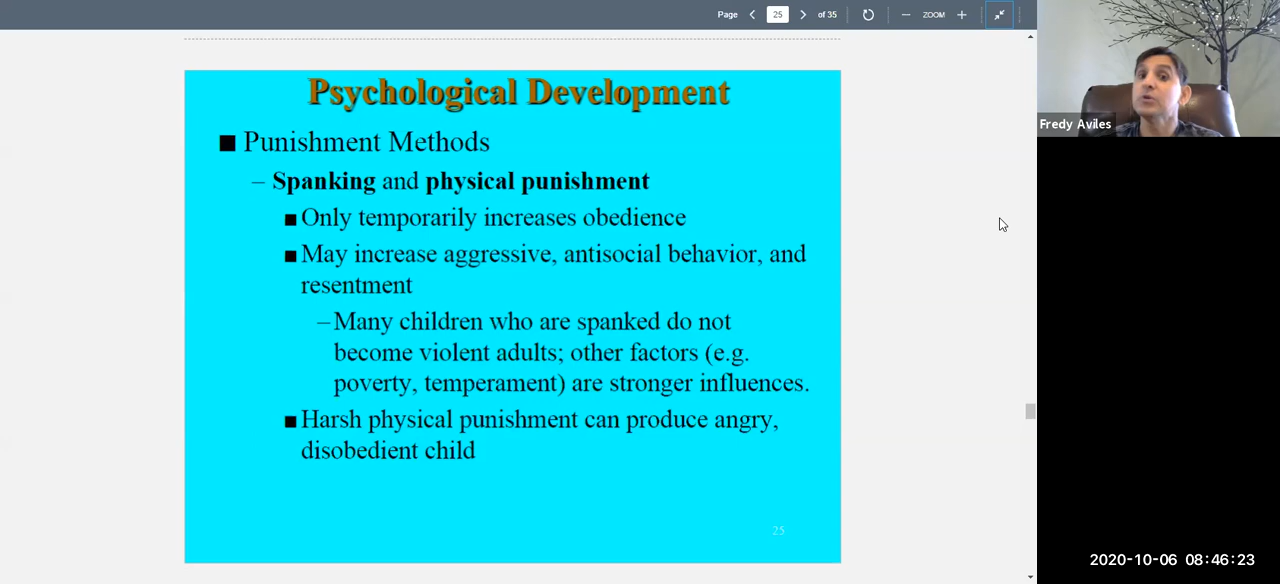 Page 25 of 35 ZOOM
Psychological Development
■ Punishment Methods
– Spanking and physical punishment
■ Only temporarily increases obedience
■ May increase aggressive, antisocial behavior, and
resentment
– Many children who are spanked do not
become violent adults; other factors (e.g.
poverty, temperament) are stronger influences.
■ Harsh physical punishment can produce angry,
disobedient child
25
Fredy Aviles
2020-10-06 08:46:23